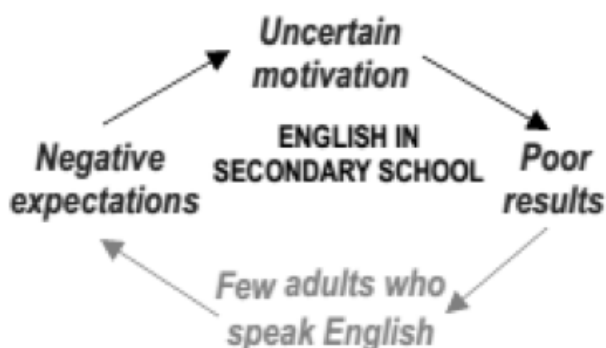 Uncertain
motivation
ENGLISH IN
SECONDARY SCHOOL
Negative
expectations
Poor
results
Few adults who
speak English